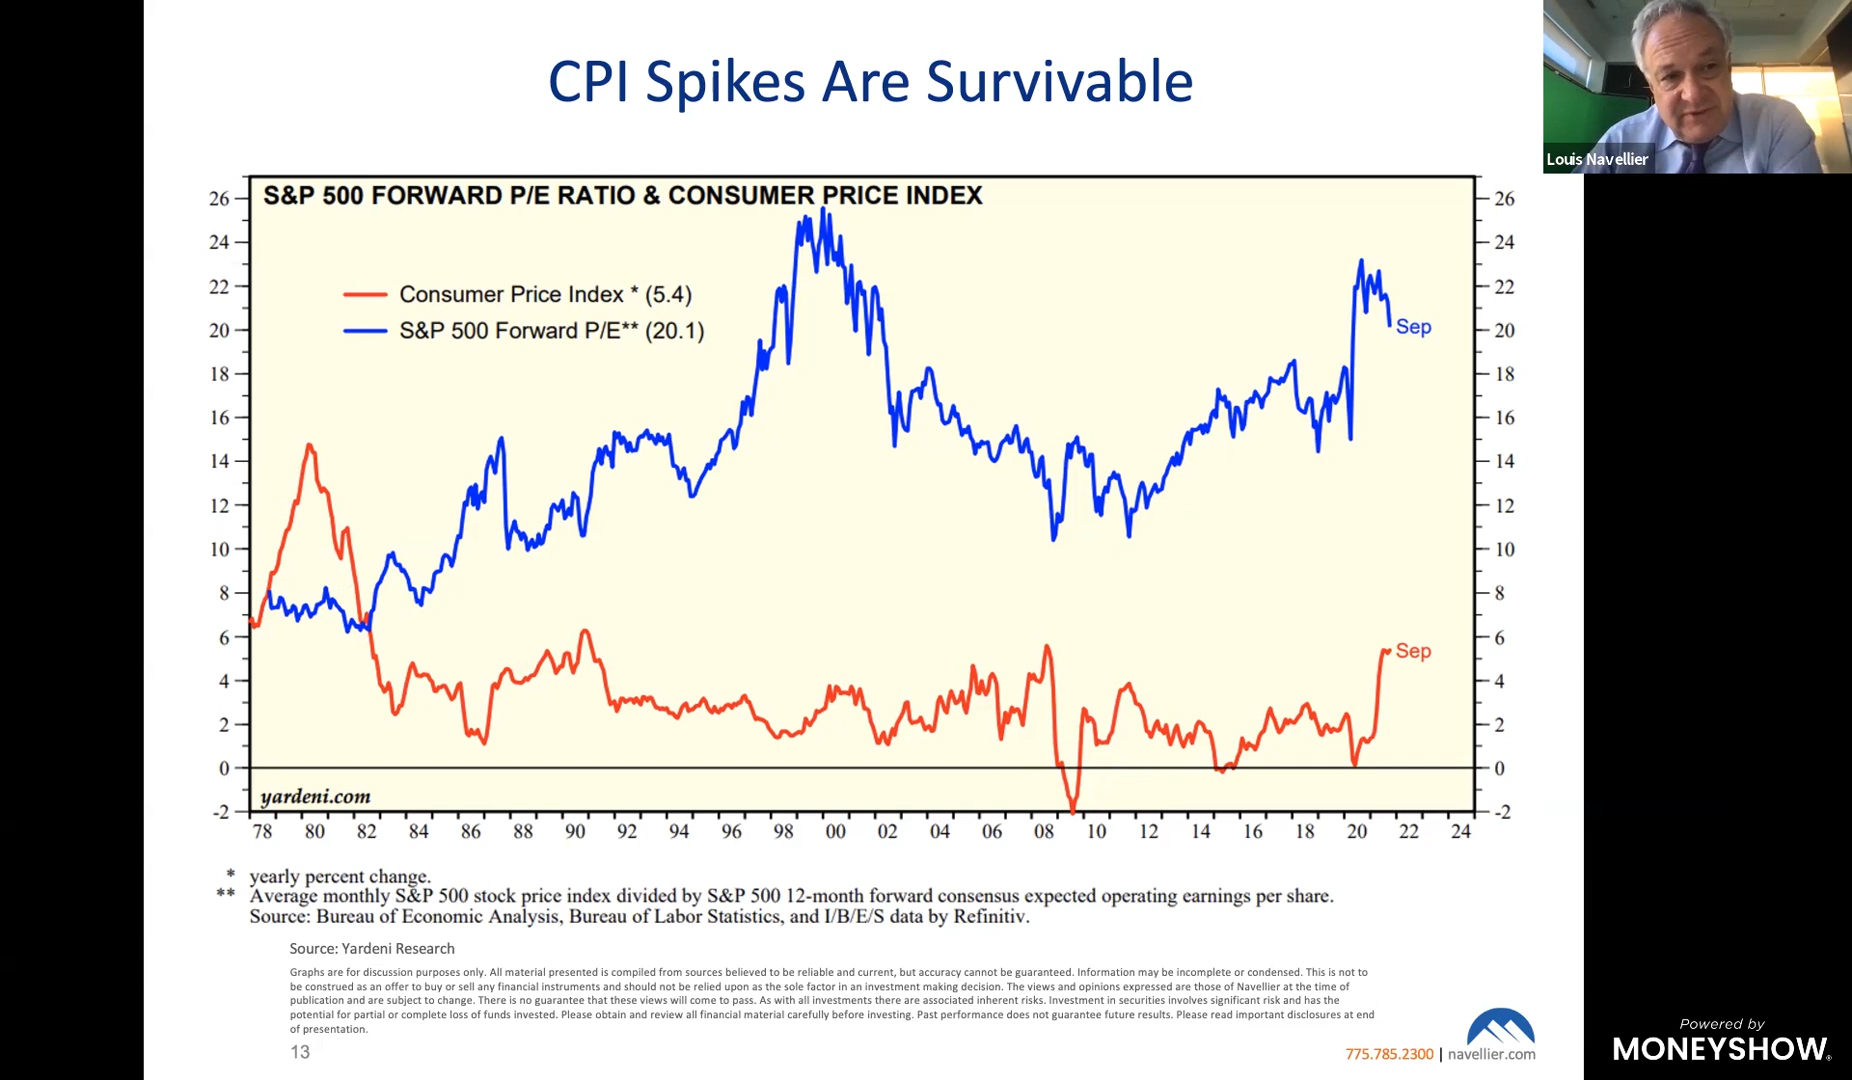 CPI Spikes Are Survivable
Louis Navellier
S&P 500 FORWARD P/E RATIO & CONSUMER PRICE INDEX
Consumer Price Index * (5.4)
S&P 500 Forward P/E** (20.1)
26 26
24 24
22 22
20 20
18 18
16 16
14 14
12 12
10 10
8 8
6 6
4 4
2 2
0 0
-2 -2
Sep
Sep
yardeni.com
78 80 82 84 86 88 90 92 94 96 98 00 02 04 06 08 10 12 14 16 18 20 22 24
* yearly percent change.
** Average monthly S&P 500 stock price index divided by S&P 500 12-month forward consensus expected operating earnings per share.
Source: Bureau of Economic Analysis, Bureau of Labor Statistics, and I/B/E/S data by Refinitiv.
Source: Yardeni Research
Graphs are for discussion purposes only. All material presented is compiled from sources believed to be reliable and current, but accuracy cannot be guaranteed. Information may be incomplete or condensed. This is not to
be construed as an offer to buy or sell any financial instruments and should not be relied upon as the sole factor in an investment making decision. The views and opinions expressed are those of Navellier at the time of
publication and are subject to change. There is no guarantee that these views will come to pass. As with all investments there are associated inherent risks. Investment in securities involves significant risk and has the
potential for partial or complete loss of funds invested. Please obtain and review all financial material carefully before investing. Past performance does not guarantee future results. Please read important disclosures at end
of presentation.
13
775.785.2300 | navellier.com
Powered by
MONEYSHOW.